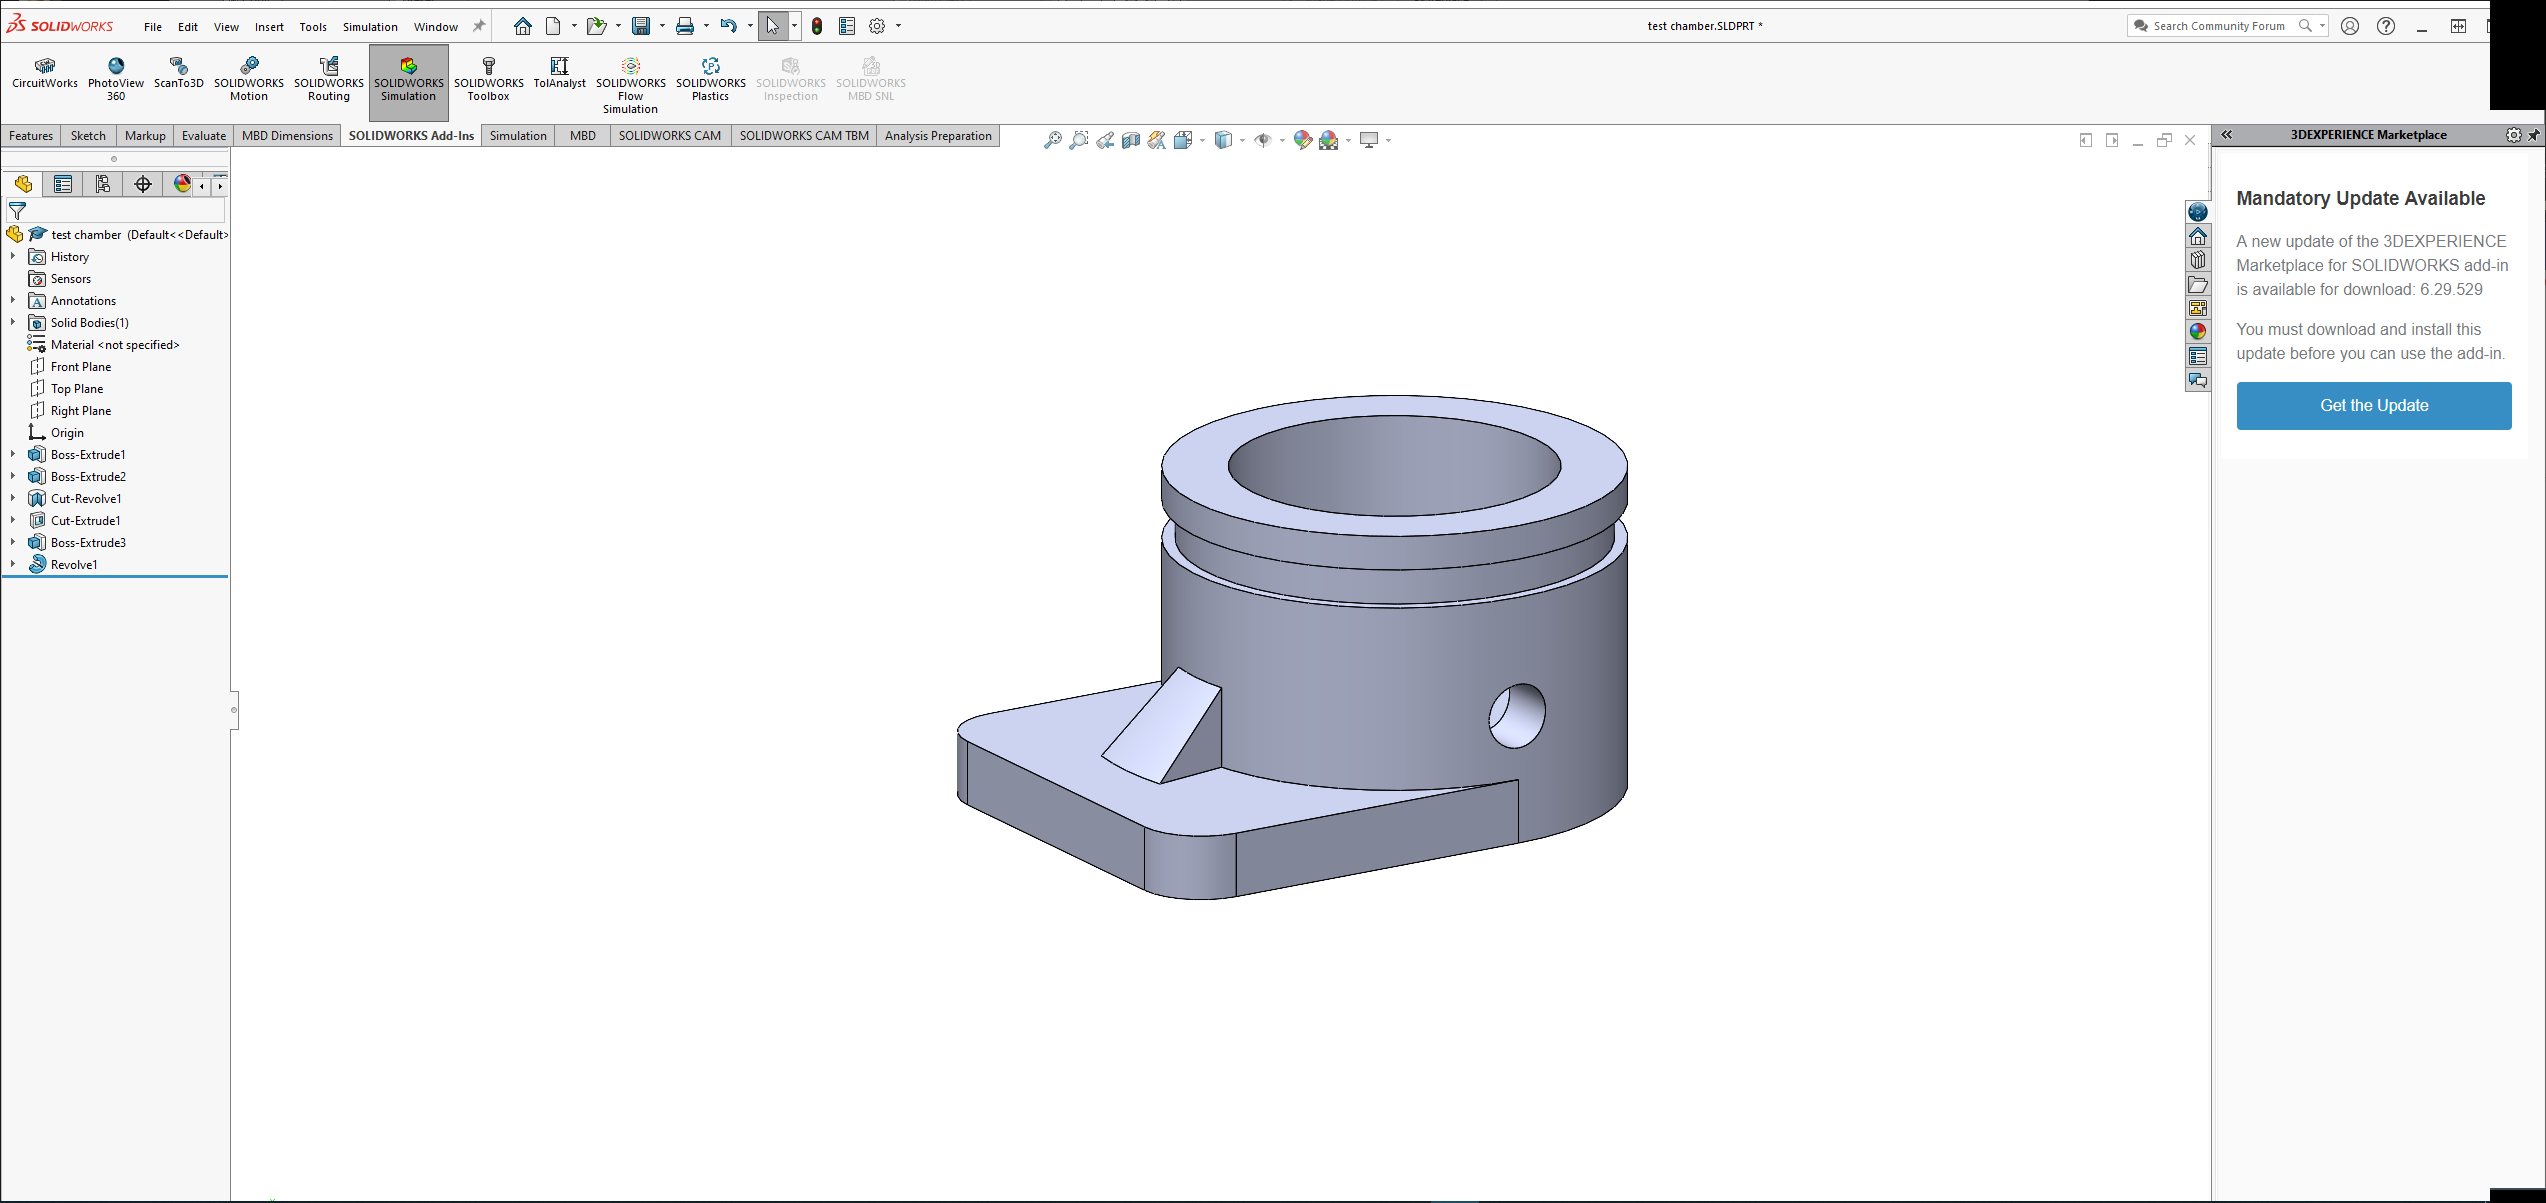 SOLIDWORKS File Edit View Insert Tools Simulation Window test chamber.SLDPRT * Search Community Forum
CircuitWorks PhotoView 360 ScanTo3D SOLIDWORKS Motion SOLIDWORKS Routing SOLIDWORKS Simulation SOLIDWORKS Toolbox TolAnalyst SOLIDWORKS Flow Simulation SOLIDWORKS Plastics SOLIDWORKS Inspection SOLIDWORKS MBD SNL
Features Sketch Markup Evaluate MBD Dimensions SOLIDWORKS Add-Ins Simulation MBD SOLIDWORKS CAM SOLIDWORKS CAM TBM Analysis Preparation
3DEXPERIENCE Marketplace
test chamber (Default<<Default>
History
Sensors
Annotations
Solid Bodies(1)
Material <not specified>
Front Plane
Top Plane
Right Plane
Origin
Boss-Extrude1
Boss-Extrude2
Cut-Revolve1
Cut-Extrude1
Boss-Extrude3
Revolve1
Mandatory Update Available
A new update of the 3DEXPERIENCE
Marketplace for SOLIDWORKS add-in
is available for download: 6.29.529
You must download and install this
update before you can use the add-in.
Get the Update